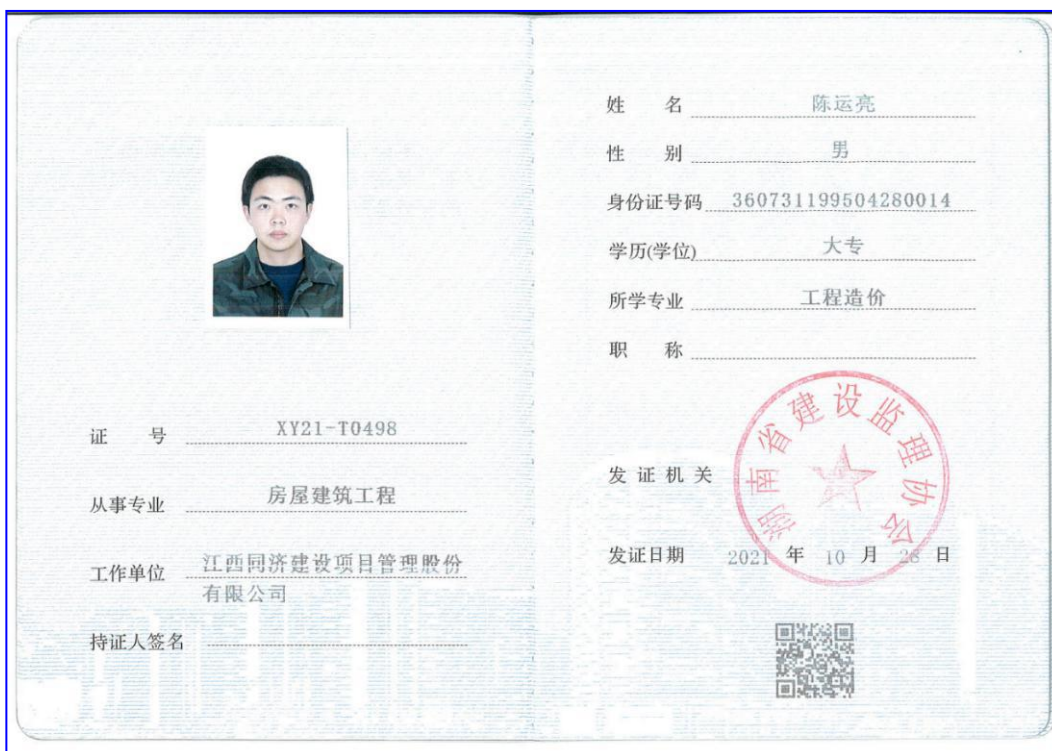 证 号 XY21-T0498
从事专业 房屋建筑工程
工作单位 江西同济建设项目管理股份
有限公司
持证人签名
姓 名 陈运亮
性 别 男
身份证号码 360731199504280014
学历(学位) 大专
所学专业 工程造价
职 称
湖南省建设监理协会
发证机关
发证日期 2021 年 10 月 28 日